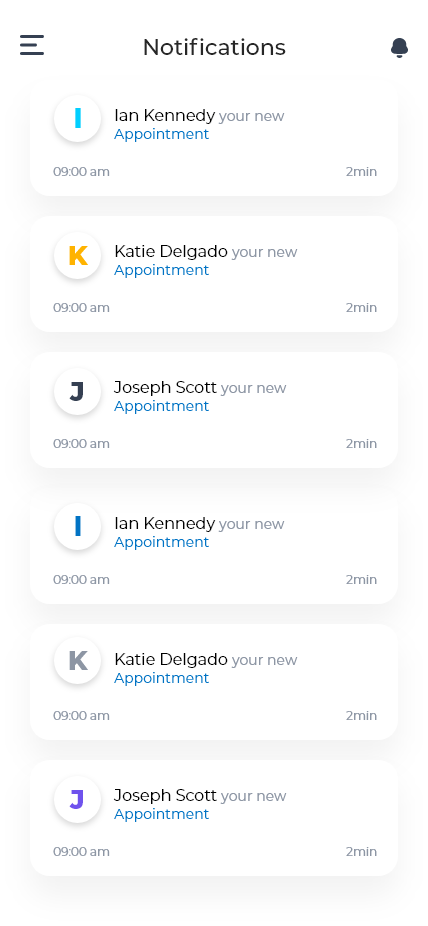 Notifications
I
Ian Kennedy your new
Appointment
09:00 am 2min
K
Katie Delgado your new
Appointment
09:00 am 2min
J
Joseph Scott your new
Appointment
09:00 am 2min
I
Ian Kennedy your new
Appointment
09:00 am 2min
K
Katie Delgado your new
Appointment
09:00 am 2min
J
Joseph Scott your new
Appointment
09:00 am 2min